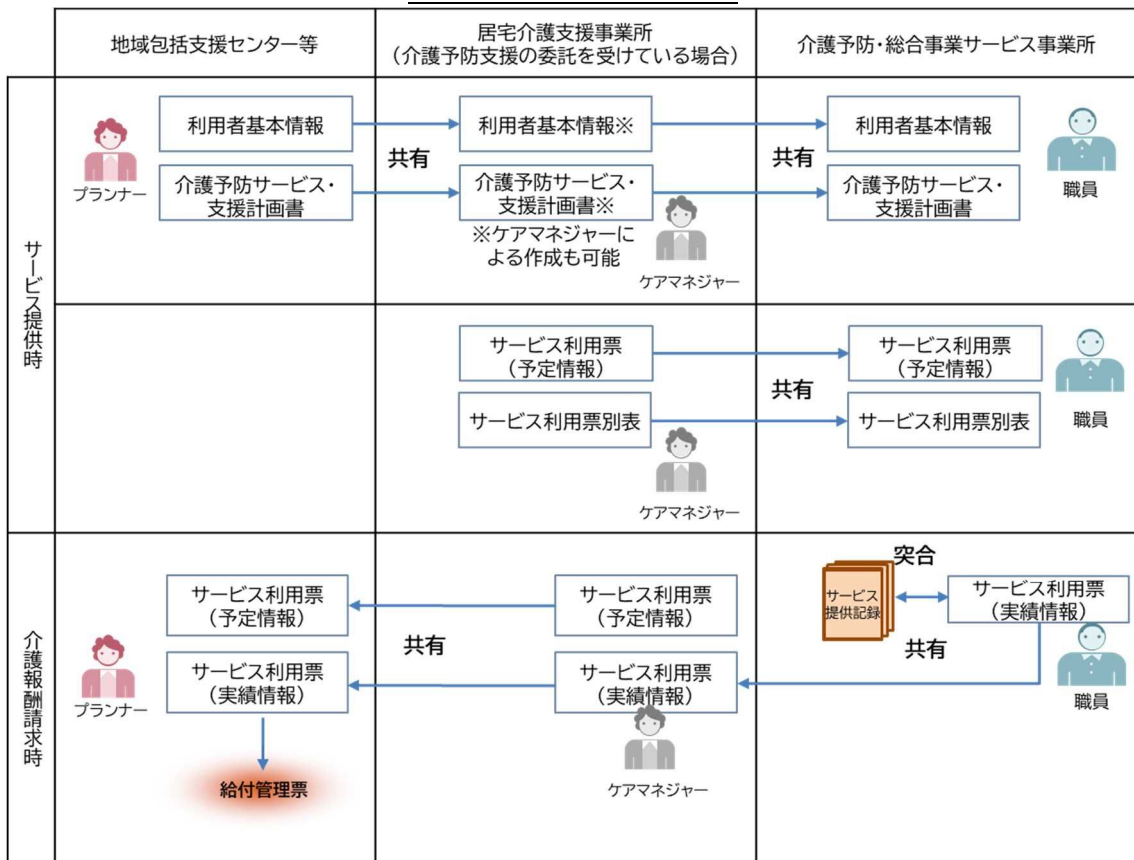 地域包括支援センター等
居宅介護支援事業所
（介護予防支援の委託を受けている場合）
介護予防・総合事業サービス事業所
サービス提供時
プランナー
利用者基本情報
介護予防サービス・
支援計画書
共有
利用者基本情報※
介護予防サービス・
支援計画書※
※ケアマネジャーに
よる作成も可能
ケアマネジャー
共有
利用者基本情報
介護予防サービス・
支援計画書
職員
サービス利用票
（予定情報）
サービス利用票別表
ケアマネジャー
共有
サービス利用票
（予定情報）
サービス利用票別表
職員
介護報酬請求時
プランナー
サービス利用票
（予定情報）
サービス利用票
（実績情報）
給付管理票
共有
サービス利用票
（予定情報）
サービス利用票
（実績情報）
ケアマネジャー
突合
サービス
提供記録
サービス利用票
（実績情報）
共有
職員